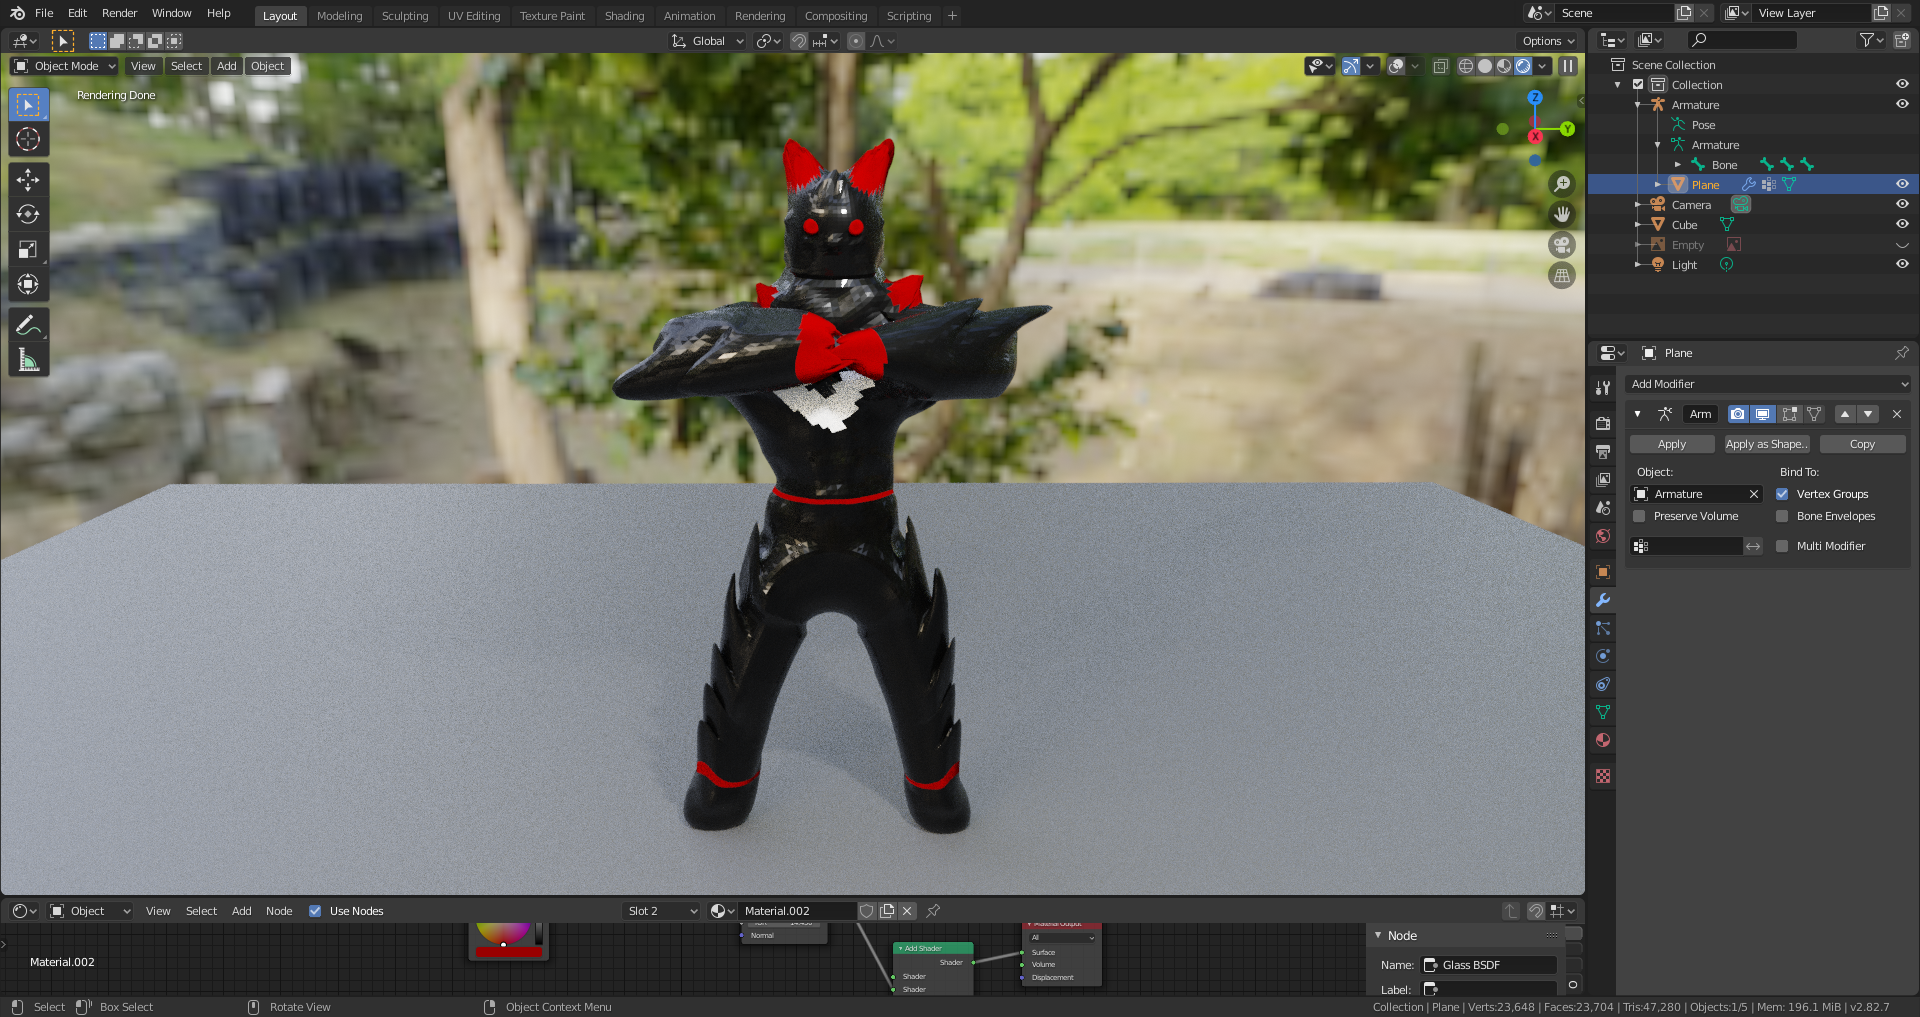 File Edit Render Window Help Layout Modeling Sculpting UV Editing Texture Paint Shading Animation Rendering Compositing Scripting + Scene View Layer
Global Options
Object Mode View Select Add Object
Rendering Done
Z
Y
X
Scene Collection
Collection
Armature
Pose
Armature
Bone
Plane
Camera
Cube
Empty
Light
Plane
Add Modifier
Arm
Apply Apply as Shape.. Copy
Object: Bind To:
Armature Vertex Groups
Preserve Volume Bone Envelopes
Multi Modifier
Object View Select Add Node Use Nodes Slot 2 Material.002
Normal
Material.002
Add Shader
Shader
Shader
Shader
Material Output
All
Surface
Volume
Displacement
Node
Name: Glass BSDF
Label:
Select Box Select Rotate View Object Context Menu Collection | Plane | Verts:23,648 | Faces:23,704 | Tris:47,280 | Objects:1/5 | Mem: 196.1 MiB | v2.82.7